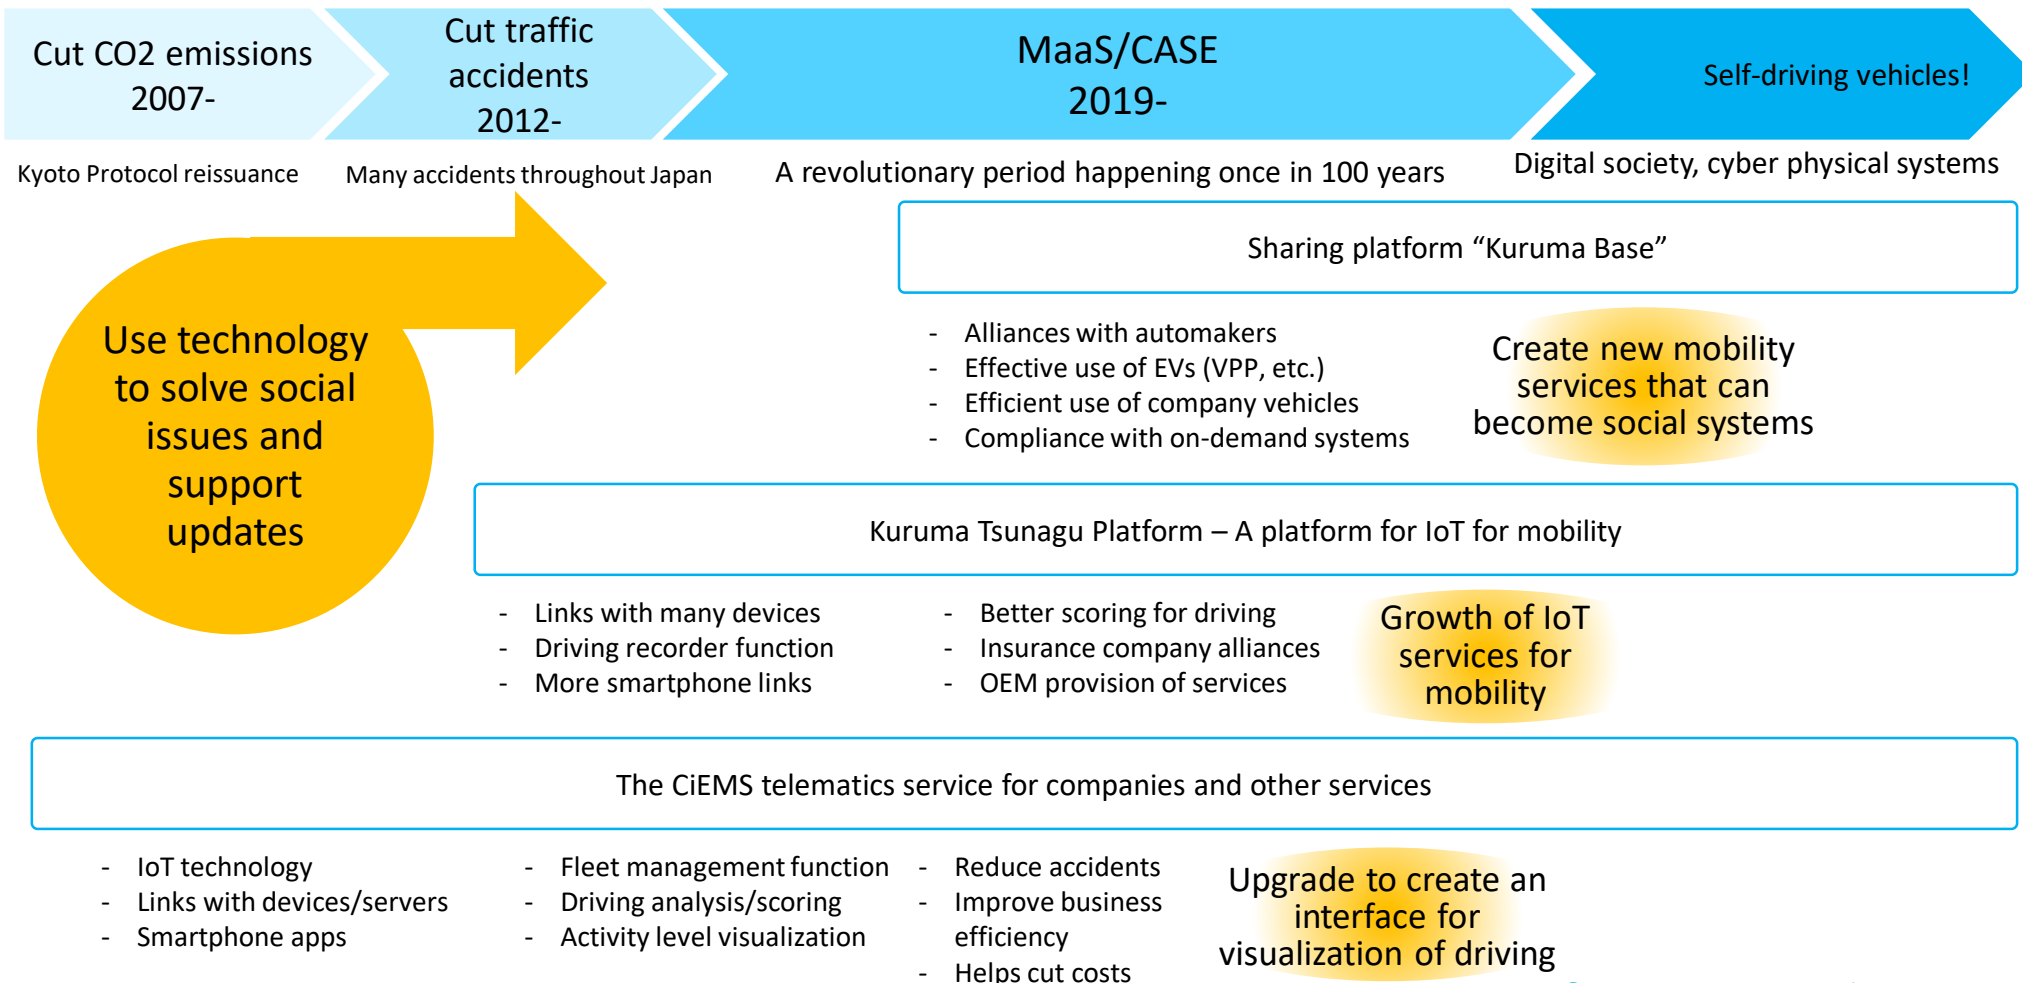 Cut CO2 emissions
2007-
Cut traffic
accidents
2012-
MaaS/CASE
2019-
Self-driving vehicles!
Kyoto Protocol reissuance
Many accidents throughout Japan
A revolutionary period happening once in 100 years
Digital society, cyber physical systems
Use technology
to solve social
issues and
support
updates
Sharing platform “Kuruma Base”
- Alliances with automakers
- Effective use of EVs (VPP, etc.)
- Efficient use of company vehicles
- Compliance with on-demand systems
Create new mobility
services that can
become social systems
Kuruma Tsunagu Platform – A platform for IoT for mobility
- Links with many devices
- Driving recorder function
- More smartphone links
- Better scoring for driving
- Insurance company alliances
- OEM provision of services
Growth of IoT
services for
mobility
The CiEMS telematics service for companies and other services
- IoT technology
- Links with devices/servers
- Smartphone apps
- Fleet management function
- Driving analysis/scoring
- Activity level visualization
- Reduce accidents
- Improve business
efficiency
- Helps cut costs
Upgrade to create an
interface for
visualization of driving